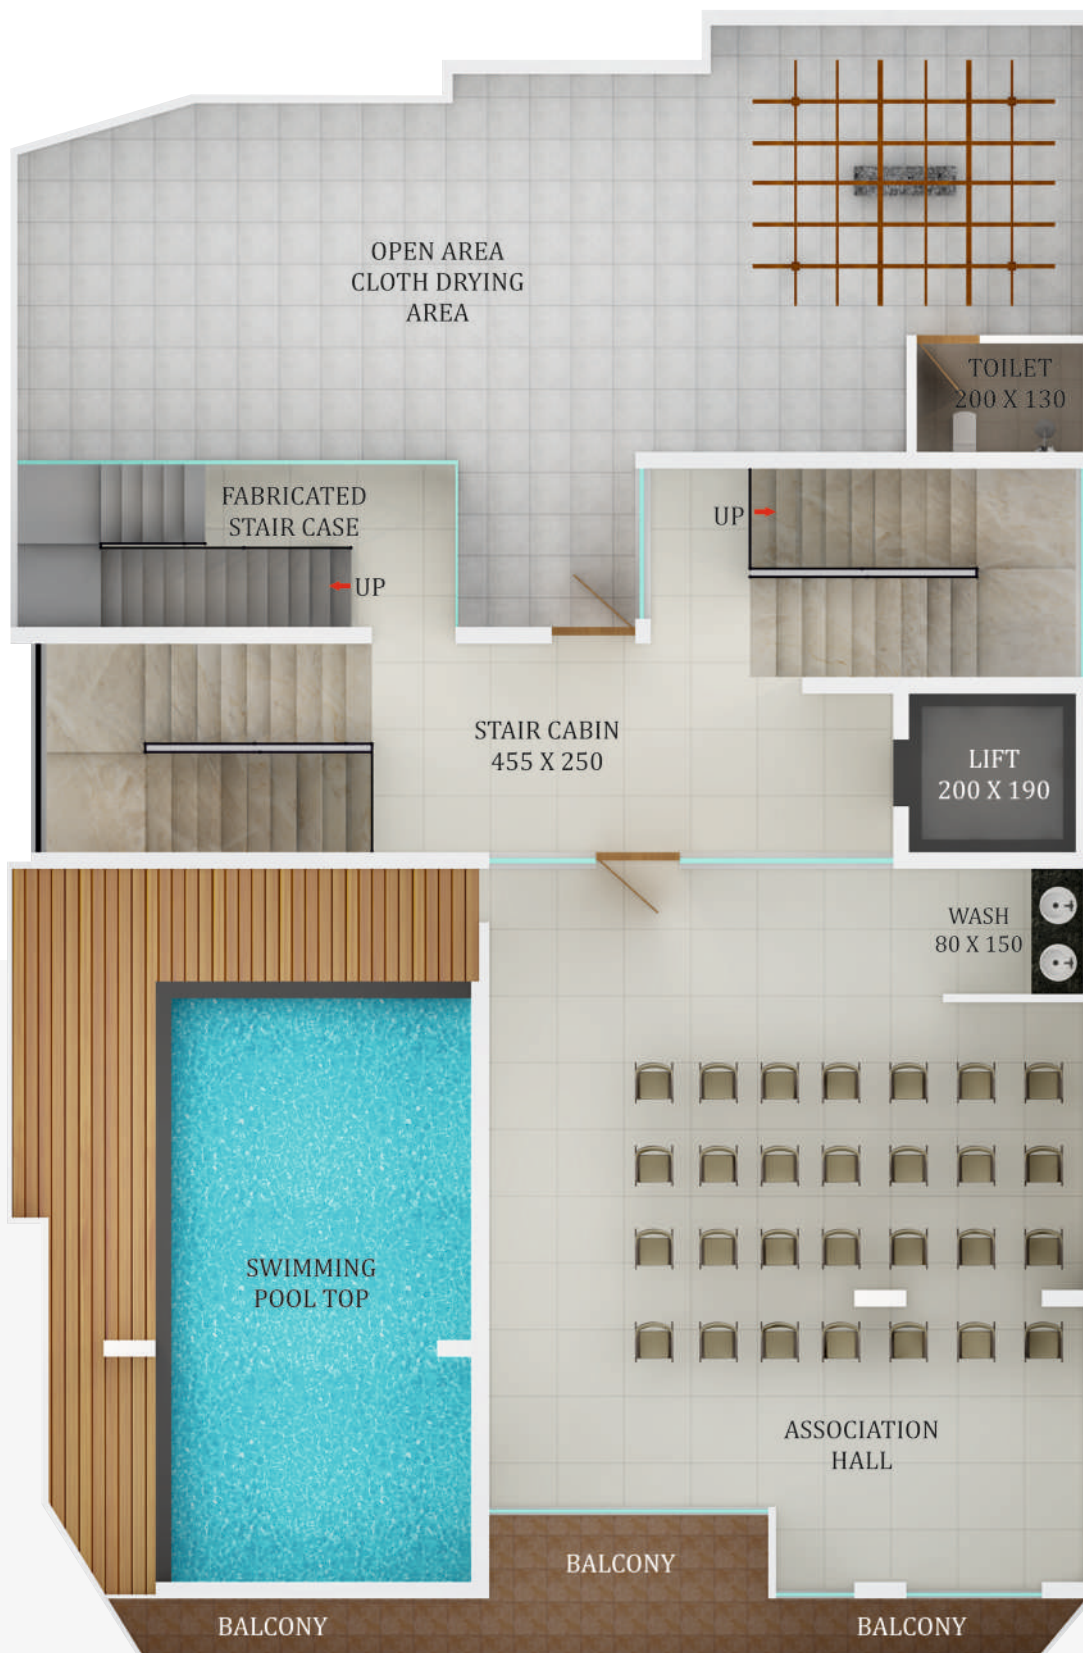 OPEN AREA
CLOTH DRYING
AREA
TOILET
200 X 130
FABRICATED
STAIR CASE
UP
UP
STAIR CABIN
455 X 250
LIFT
200 X 190
WASH
80 X 150
SWIMMING
POOL TOP
ASSOCIATION
HALL
BALCONY
BALCONY
BALCONY